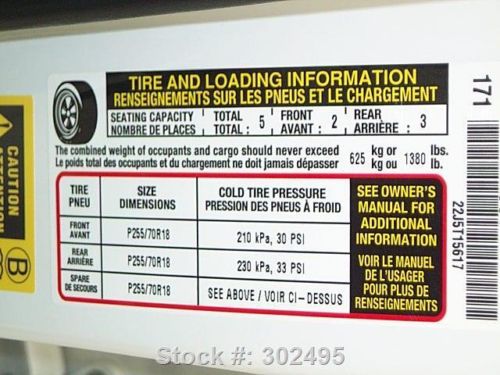 TIRE AND LOADING INFORMATION
RENSEIGNEMENTS SUR LES PNEUS ET LE CHARGEMENT
SEATING CAPACITY TOTAL FRONT REAR
NOMBRE DE PLACES TOTAL : 5 AVANT : 2 ARRIÈRE : 3
The combined weight of occupants and cargo should never exceed 625 kg or 1380 lbs.
Le poids total des occupants et du chargement ne doit jamais dépasser kg ou lb.
TIRE SIZE COLD TIRE PRESSURE
PNEU DIMENSIONS PRESSION DES PNEUS À FROID
FRONT
AVANT P255/70R18 210 kPa, 30 PSI
REAR
ARRIÈRE P255/70R18 230 kPa, 33 PSI
SPARE
DE SECOURS P255/70R18 SEE ABOVE / VOIR CI-DESSUS
SEE OWNER'S
MANUAL FOR
ADDITIONAL
INFORMATION
VOIR LE MANUEL
DE L'USAGER
POUR PLUS DE
RENSEIGNEMENTS
171
22J5T15617
CAUTION
B
Stock #: 302495